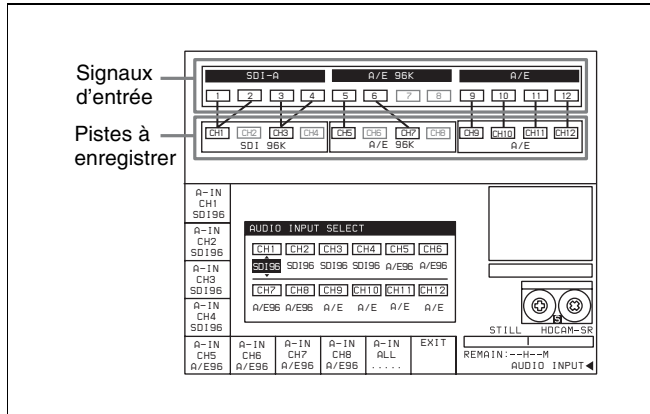 Signaux
d'entrée
SDI-A A/E 96K A/E
1 2 3 4 5 6 7 8 9 10 11 12
Pistes à
enregistrer
CH1 CH2 CH3 CH4 CH5 CH6 CH7 CH8 CH9 CH10 CH11 CH12
SDI 96K A/E 96K A/E
A-IN
CH1
SDI96
A-IN
CH2
SDI96
A-IN
CH3
SDI96
A-IN
CH4
SDI96
AUDIO INPUT SELECT
CH1 CH2 CH3 CH4 CH5 CH6
SDI96 SDI96 SDI96 SDI96 A/E96 A/E96
CH7 CH8 CH9 CH10 CH11 CH12
A/E96 A/E96 A/E A/E A/E A/E
S
STILL HDCAM-SR
A-IN A-IN A-IN A-IN A-IN EXIT
CH5 CH6 CH7 CH8 ALL
A/E96 A/E96 A/E96 A/E96 .....
REMAIN:--H--M
AUDIO INPUT◀